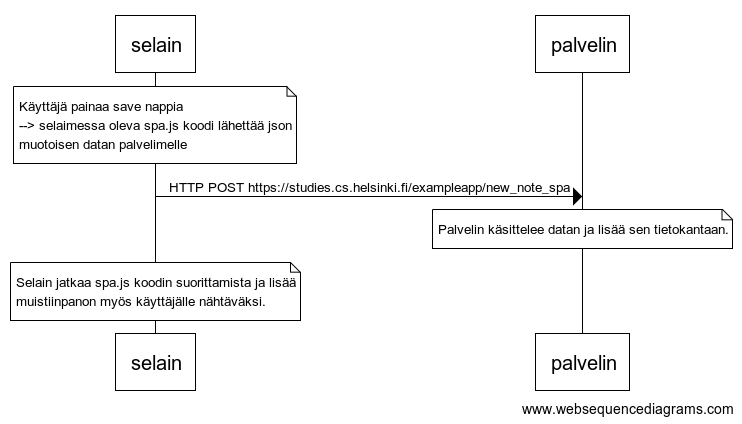 selain
palvelin
Käyttäjä painaa save nappia
--> selaimessa oleva spa.js koodi lähettää json
muotoisen datan palvelimelle
HTTP POST https://studies.cs.helsinki.fi/exampleapp/new_note_spa
Palvelin käsittelee datan ja lisää sen tietokantaan.
Selain jatkaa spa.js koodin suorittamista ja lisää
muistiinpanon myös käyttäjälle nähtäväksi.
selain
palvelin
www.websequencediagrams.com